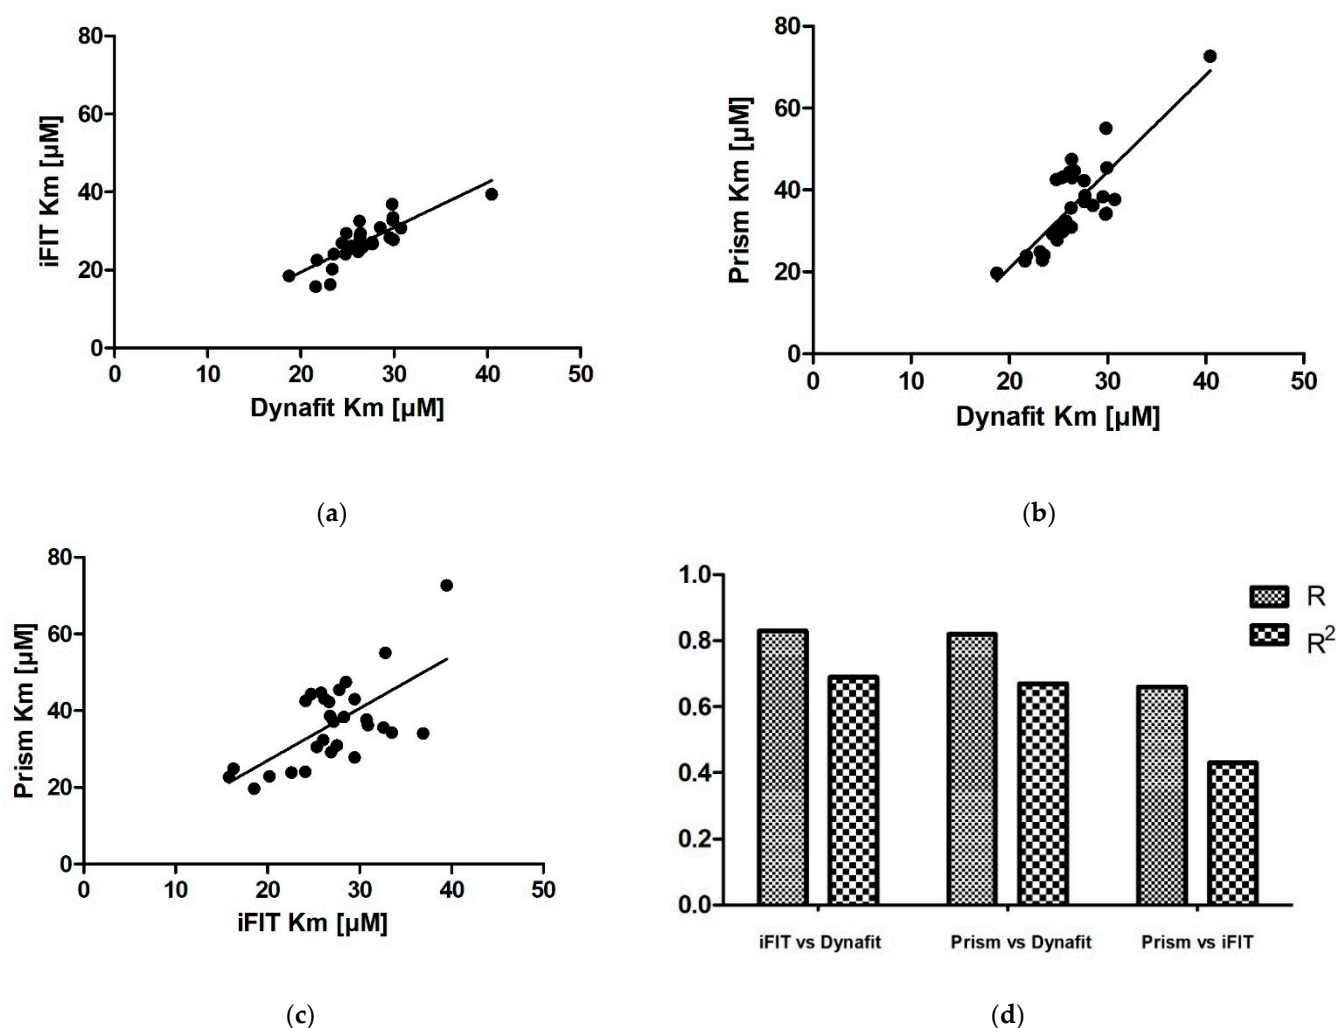 80
60
40
20
0
iFIT Km [µM]
0 10 20 30 40 50
Dynafit Km [µM]
(a)
80
60
40
20
0
Prism Km [µM]
0 10 20 30 40 50
Dynafit Km [µM]
(b)
80
60
40
20
0
Prism Km [µM]
0 10 20 30 40 50
iFIT Km [µM]
(c)
1.0
0.8
0.6
0.4
0.2
0.0
R
R²
iFIT vs Dynafit Prism vs Dynafit Prism vs iFIT
(d)